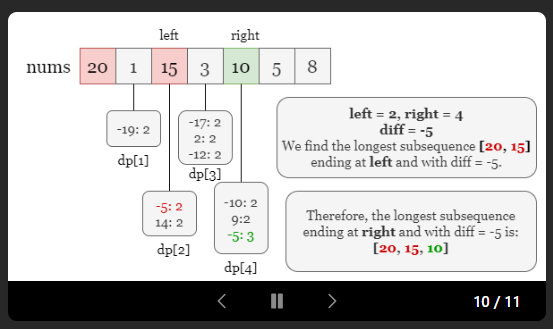 left right
nums 20 1 15 3 10 5 8
-19: 2
dp[1]
-17: 2
2: 2
-12: 2
dp[3]
-5: 2
14: 2
dp[2]
-10: 2
9:2
-5: 3
dp[4]
left = 2, right = 4
diff = -5
We find the longest subsequence [20, 15]
ending at left and with diff = -5.
Therefore, the longest subsequence
ending at right and with diff = -5 is:
[20, 15, 10]
10 / 11